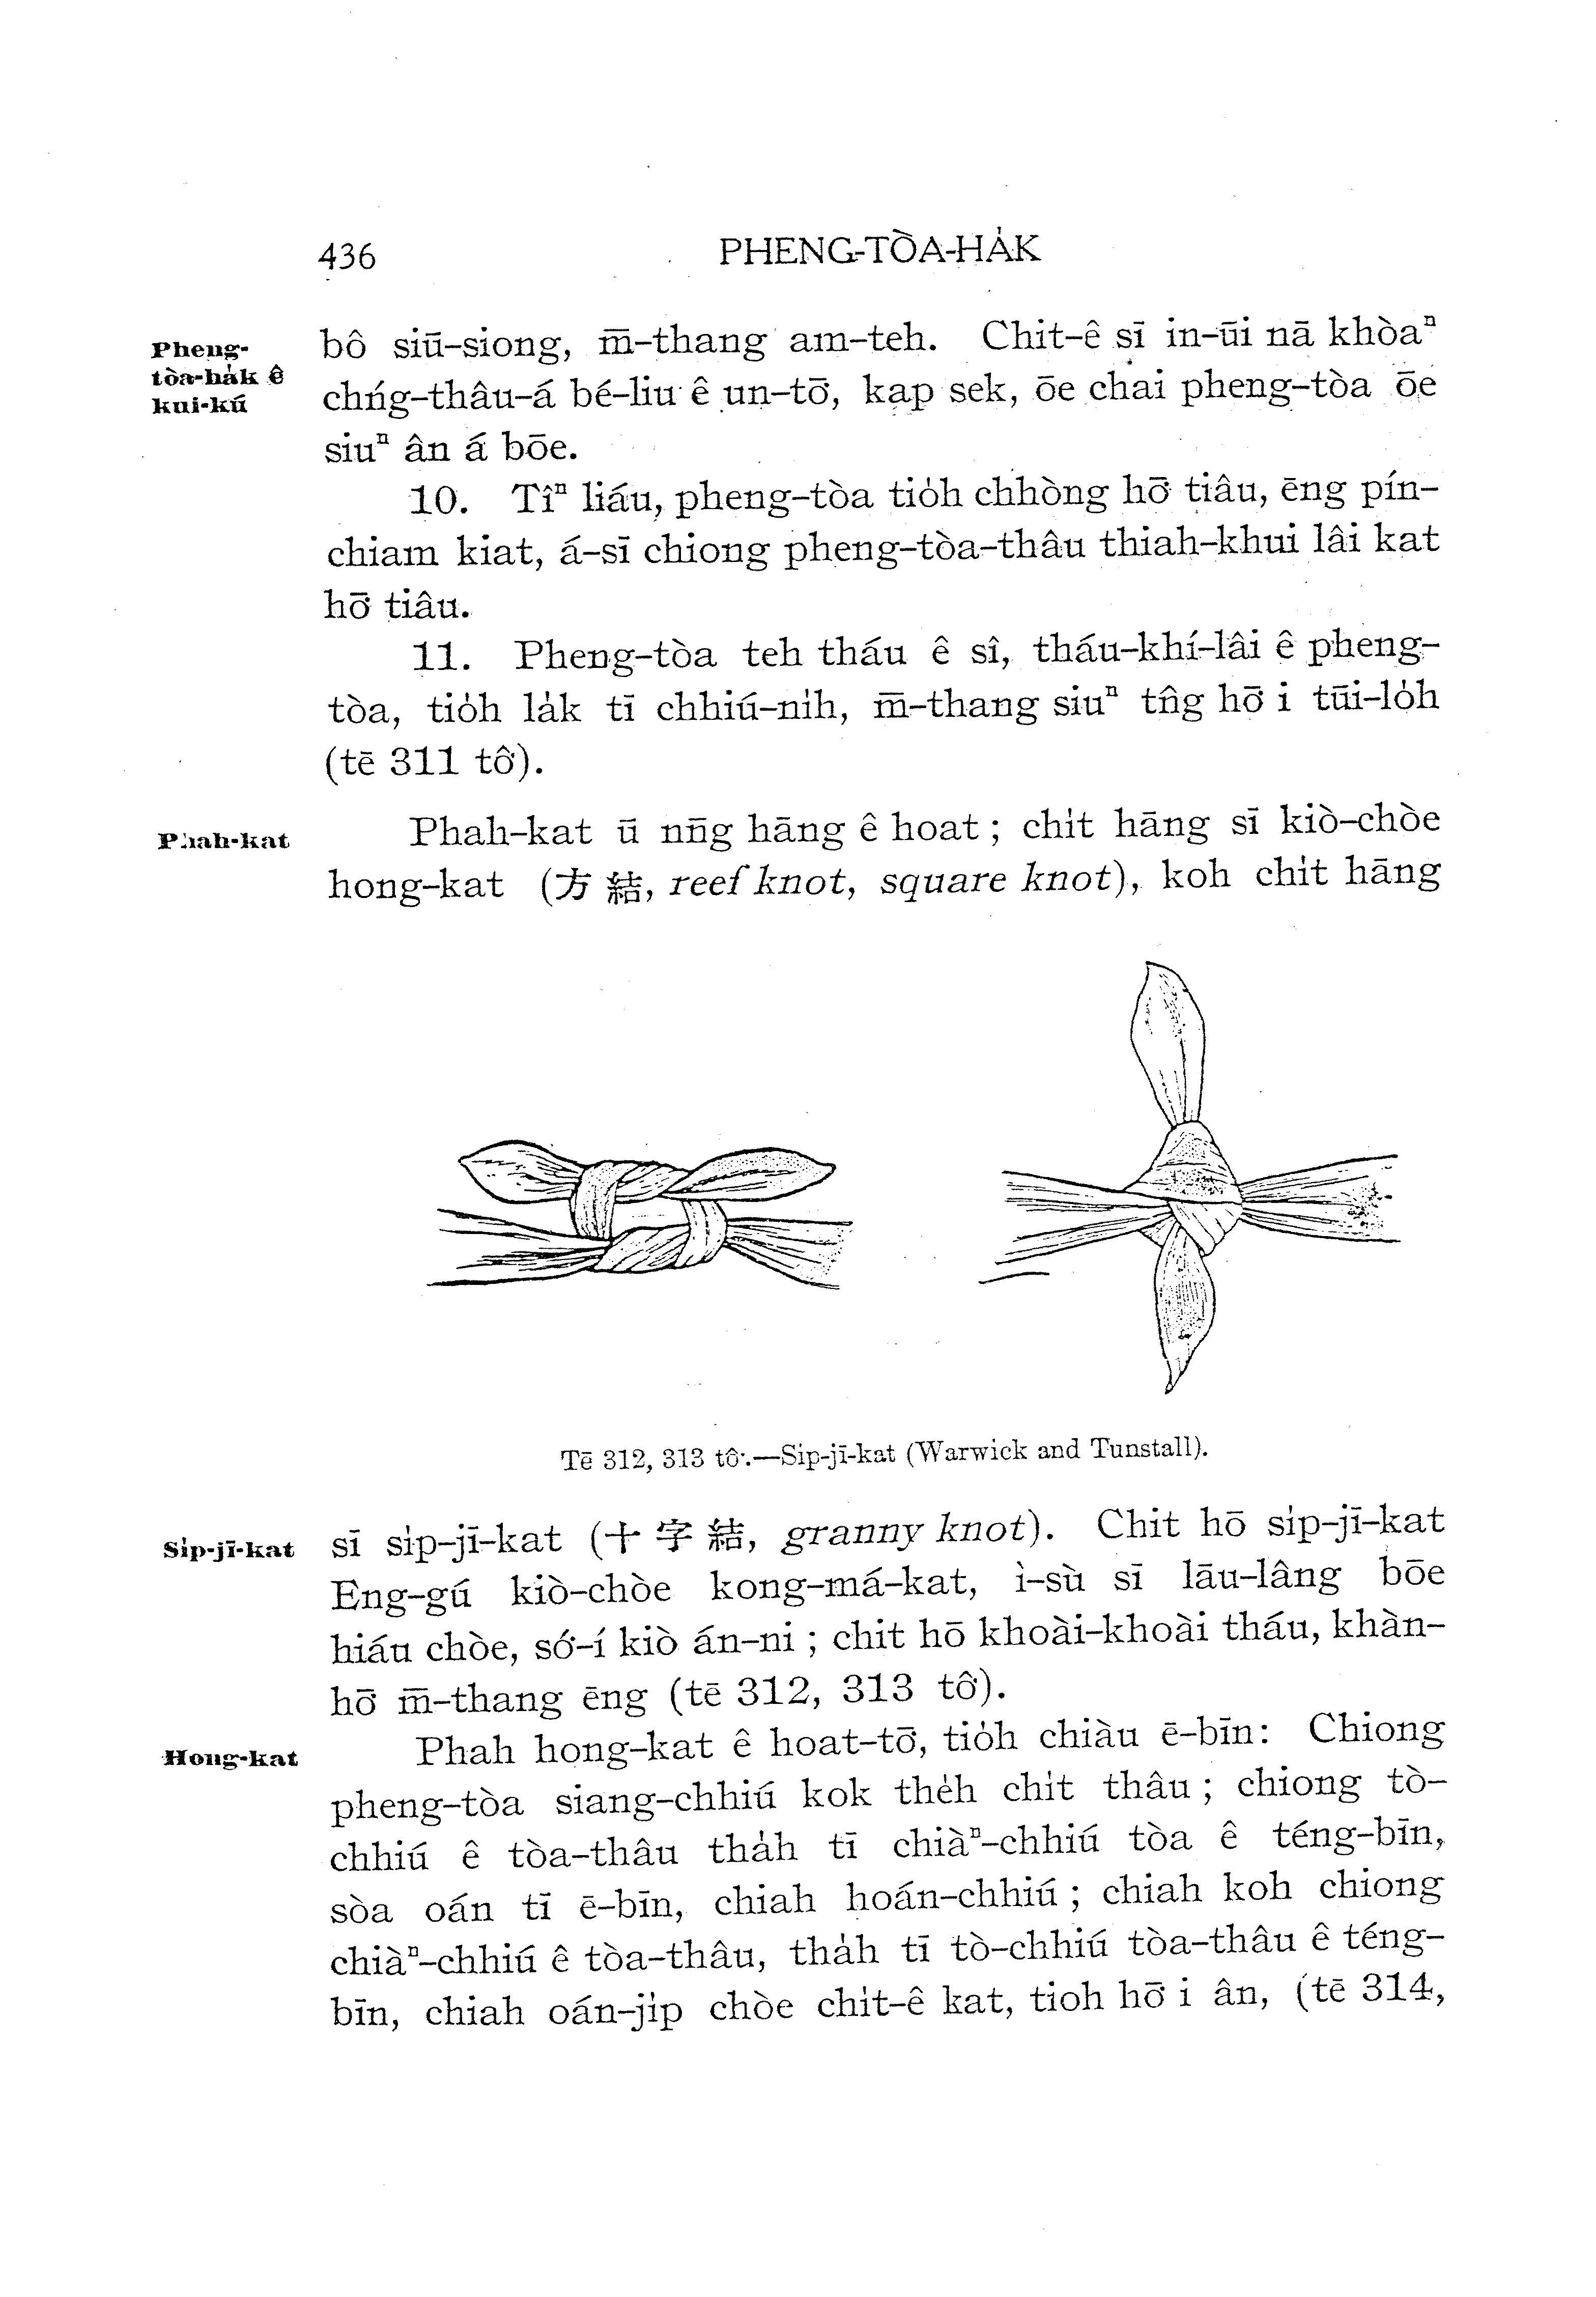 436
PHENG-TÒA-HA̍K
Pheng-
tòa-ha̍k ê
kui-kú
bô siū-siong, m̄-thang am-teh. Chit-ê sī in-ūi nā khòaⁿ
chńg-thâu-á bé-liu ê un-tō͘, kap sek, ōe chai pheng-tòa ōe
siuⁿ ân á bōe.
10. Tîⁿ liáu, pheng-tòa tio̍h chhòng hō͘ tiâu, ēng pín-
chiam kiat, á-sī chiong pheng-tòa-thâu thiah-khui lâi kat
hō͘ tiâu.
11. Pheng-tòa teh tháu ê sî, tháu-khí-lâi ê pheng-
tòa, tio̍h la̍k tī chhiú-ni̍h, m̄-thang siuⁿ tn̂g hō͘ i tūi-lo̍h
(tē 311 tô͘).
Phah-kat
Phah-kat ū nn̄g hāng ê hoat; chi̍t hāng sī kiò-chòe
hong-kat (方結, reef knot, square knot), koh chi̍t hāng
Tē 312, 313 tô͘.—Si̍p-jī-kat (Warwick and Tunstall).
Si̍p-jī-kat
sī si̍p-jī-kat (十字結, granny knot). Chit hō si̍p-jī-kat
Eng-gú kiò-chòe kong-má-kat, ì-sù sī lāu-lâng bōe
hiáu chòe, só͘-í kiò án-ni; chit hō khoài-khoài tháu, khàn-
hō͘ m̄-thang ēng (tē 312, 313 tô͘).
Hong-kat
Phah hong-kat ê hoat-tō͘, tio̍h chiàu ē-bīn: Chiong
pheng-tòa siang-chhiú kok the̍h chi̍t thâu; chiong tò-
chhiú ê tòa-thâu tha̍h tī chiàⁿ-chhiú tòa ê téng-bīn,
sòa oán tī ē-bīn, chiah hoán-chhiú; chiah koh chiong
chiàⁿ-chhiú ê tòa-thâu, tha̍h tī tò-chhiú tòa-thâu ê téng-
bīn, chiah oán-ji̍p chòe chi̍t-ê kat, tioh hō͘ i ân, (tē 314,